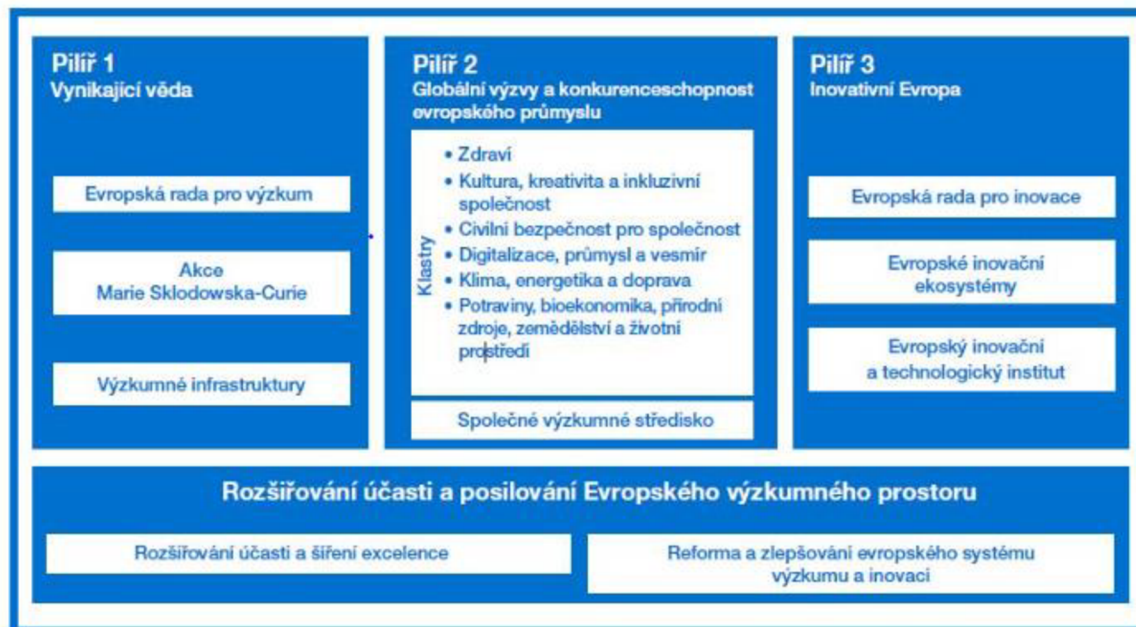 Pilíř 1
Vynikající věda
Evropská rada pro výzkum
Akce
Marie Sklodowska-Curie
Výzkumné infrastruktury
Pilíř 2
Globální výzvy a konkurenceschopnost
evropského průmyslu
Klastry
• Zdraví
• Kultura, kreativita a inkluzivní
společnost
• Civilní bezpečnost pro společnost
• Digitalizace, průmysl a vesmír
• Klima, energetika a doprava
• Potraviny, bioekonomika, přírodní
zdroje, zemědělství a životní
prostředí
Společné výzkumné středisko
Pilíř 3
Inovativní Evropa
Evropská rada pro inovace
Evropské inovační
ekosystémy
Evropský inovační
a technologický institut
Rozšiřování účasti a posilování Evropského výzkumného prostoru
Rozšiřování účasti a šíření excelence
Reforma a zlepšování evropského systému
výzkumu a inovaci